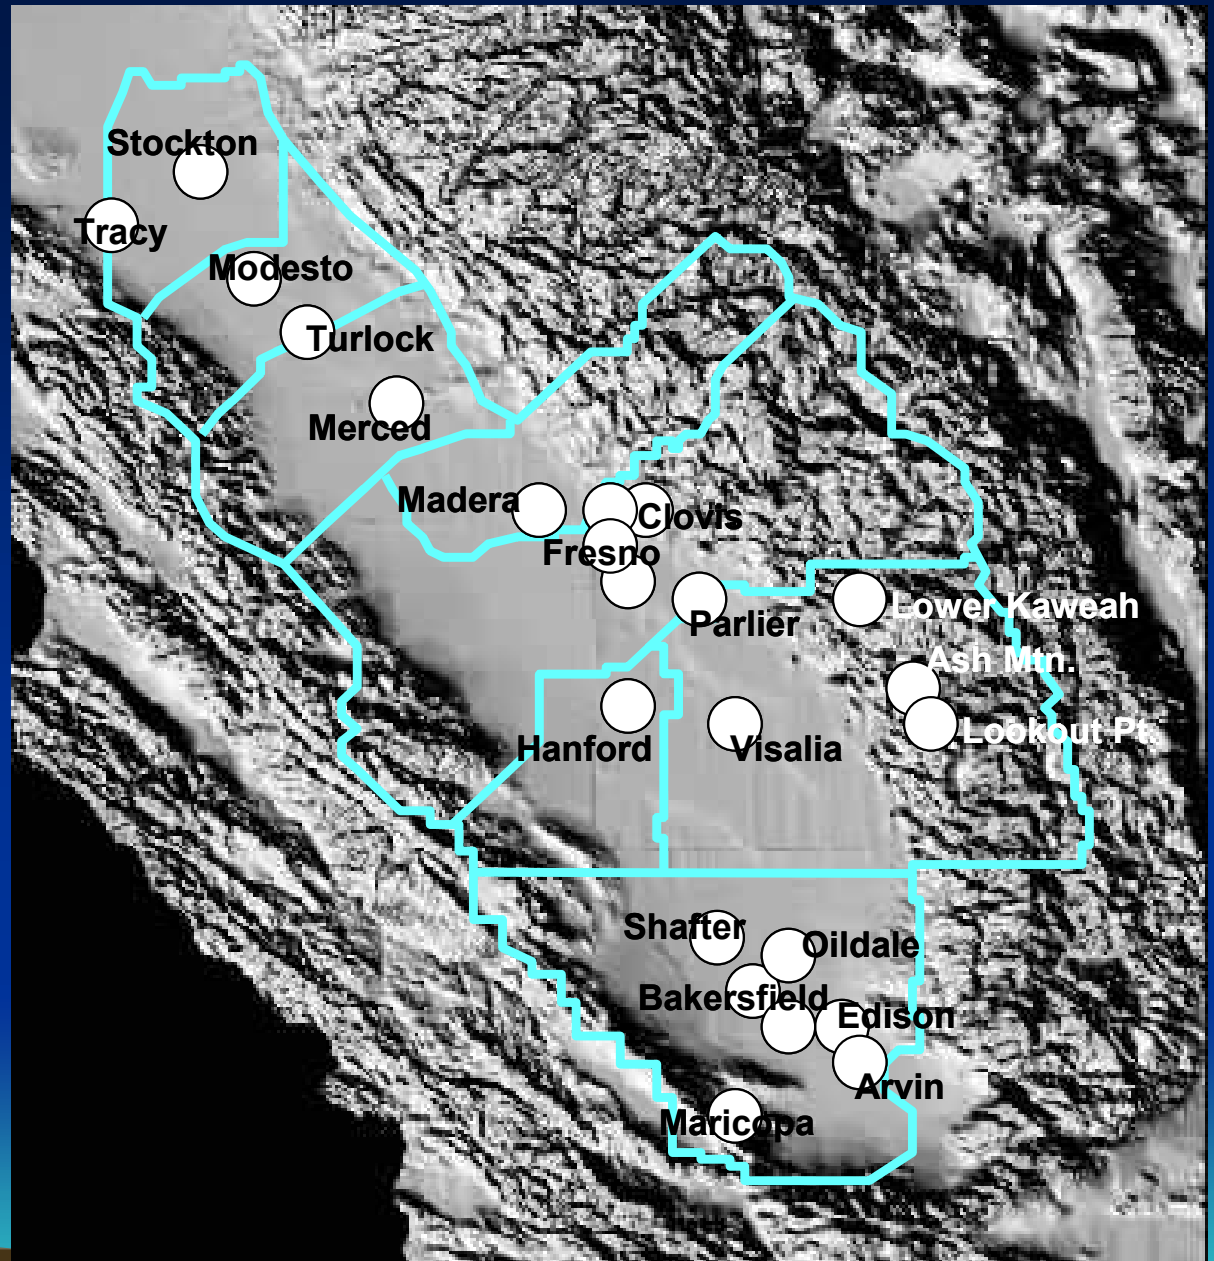 Stockton
Tracy
Modesto
Turlock
Merced
Madera
Clovis
Fresno
Lower Kaweah
Parlier
Ash Mtn.
Lookout Pt.
Hanford
Visalia
Shafter
Oildale
Bakersfield
Edison
Arvin
Maricopa